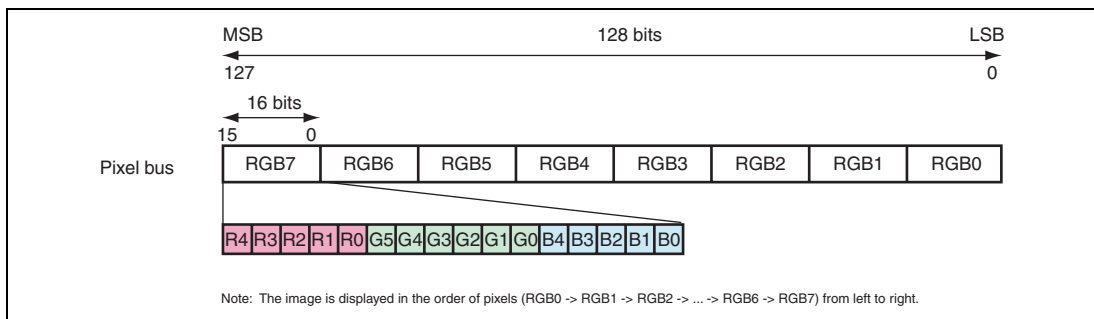 MSB 128 bits LSB
127 0
16 bits
15 0
Pixel bus RGB7 RGB6 RGB5 RGB4 RGB3 RGB2 RGB1 RGB0
R4 R3 R2 R1 R0 G5 G4 G3 G2 G1 G0 B4 B3 B2 B1 B0
Note: The image is displayed in the order of pixels (RGB0 -> RGB1 -> RGB2 -> ... -> RGB6 -> RGB7) from left to right.